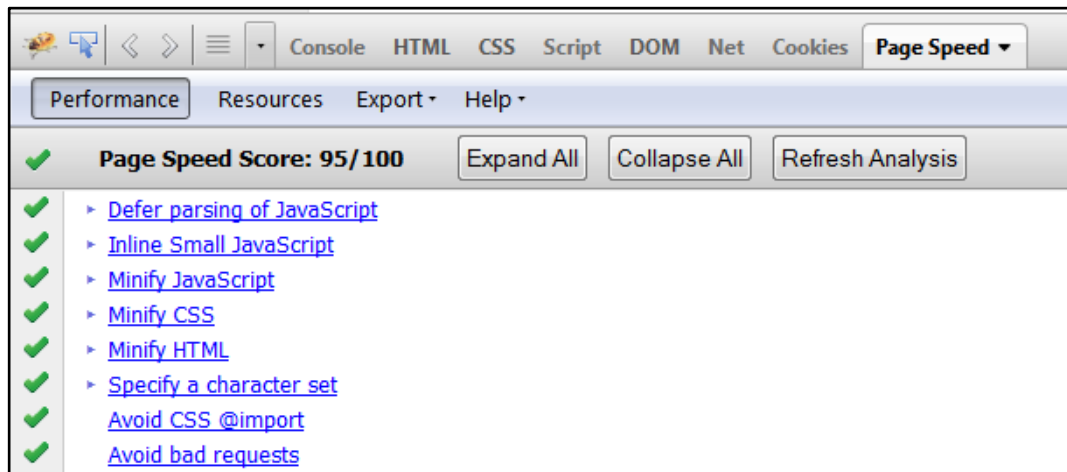 Console HTML CSS Script DOM Net Cookies Page Speed
Performance Resources Export Help
Page Speed Score: 95/100 Expand All Collapse All Refresh Analysis
Defer parsing of JavaScript
Inline Small JavaScript
Minify JavaScript
Minify CSS
Minify HTML
Specify a character set
Avoid CSS @import
Avoid bad requests